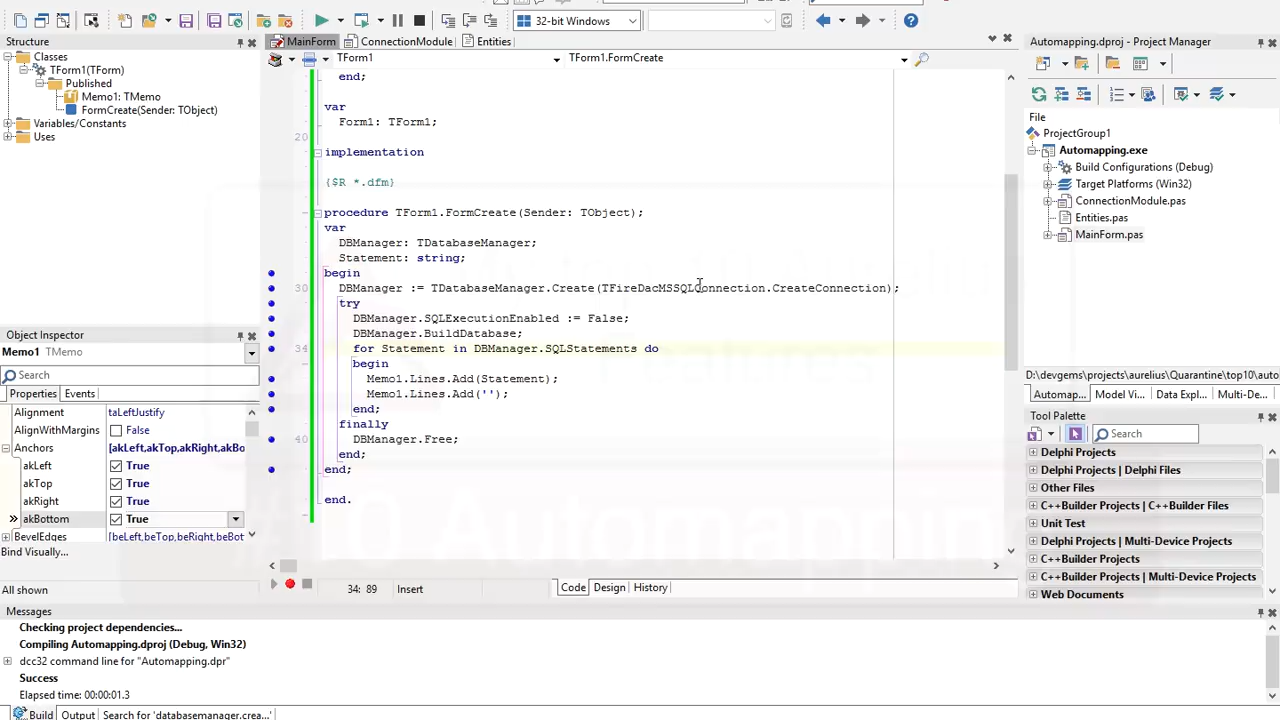 32-bit Windows
Structure
Classes
TForm1(TForm)
Published
Memo1: TMemo
FormCreate(Sender: TObject)
Variables/Constants
Uses
Object Inspector
Memo1 TMemo
Search
Properties Events
Alignment taLeftJustify
AlignWithMargins False
Anchors [akLeft,akTop,akRight,akBo
akLeft True
akTop True
akRight True
akBottom True
BevelEdges [beLeft,beTop,beRight,beBot
Bind Visually...
All shown
MainForm ConnectionModule Entities
TForm1 TForm1.FormCreate
end;
var
Form1: TForm1;
20
implementation
{$R *.dfm}
procedure TForm1.FormCreate(Sender: TObject);
var
DBManager: TDatabaseManager;
Statement: string;
begin
30 DBManager := TDatabaseManager.Create(TFireDacMSSQLConnection.CreateConnection);
try
DBManager.SQLExecutionEnabled := False;
DBManager.BuildDatabase;
34 for Statement in DBManager.SQLStatements do
begin
Memo1.Lines.Add(Statement);
Memo1.Lines.Add('');
end;
finally
40 DBManager.Free;
end;
end;
end.
Features
#10 Automapping
34: 89 Insert Code Design History
Automapping.dproj - Project Manager
File
ProjectGroup1
Automapping.exe
Build Configurations (Debug)
Target Platforms (Win32)
ConnectionModule.pas
Entities.pas
MainForm.pas
D:\devgems\projects\aurelius\Quarantine\top10\auto
Automap... Model Vi... Data Expl... Multi-De...
Tool Palette
Search
Delphi Projects
Delphi Projects | Delphi Files
Other Files
C++Builder Projects | C++Builder Files
Unit Test
Delphi Projects | Multi-Device Projects
C++Builder Projects
C++Builder Projects | Multi-Device Projects
Web Documents
Messages
Checking project dependencies...
Compiling Automapping.dproj (Debug, Win32)
dcc32 command line for "Automapping.dpr"
Success
Elapsed time: 00:00:01.3
Build Output Search for 'databasemanager.crea...'